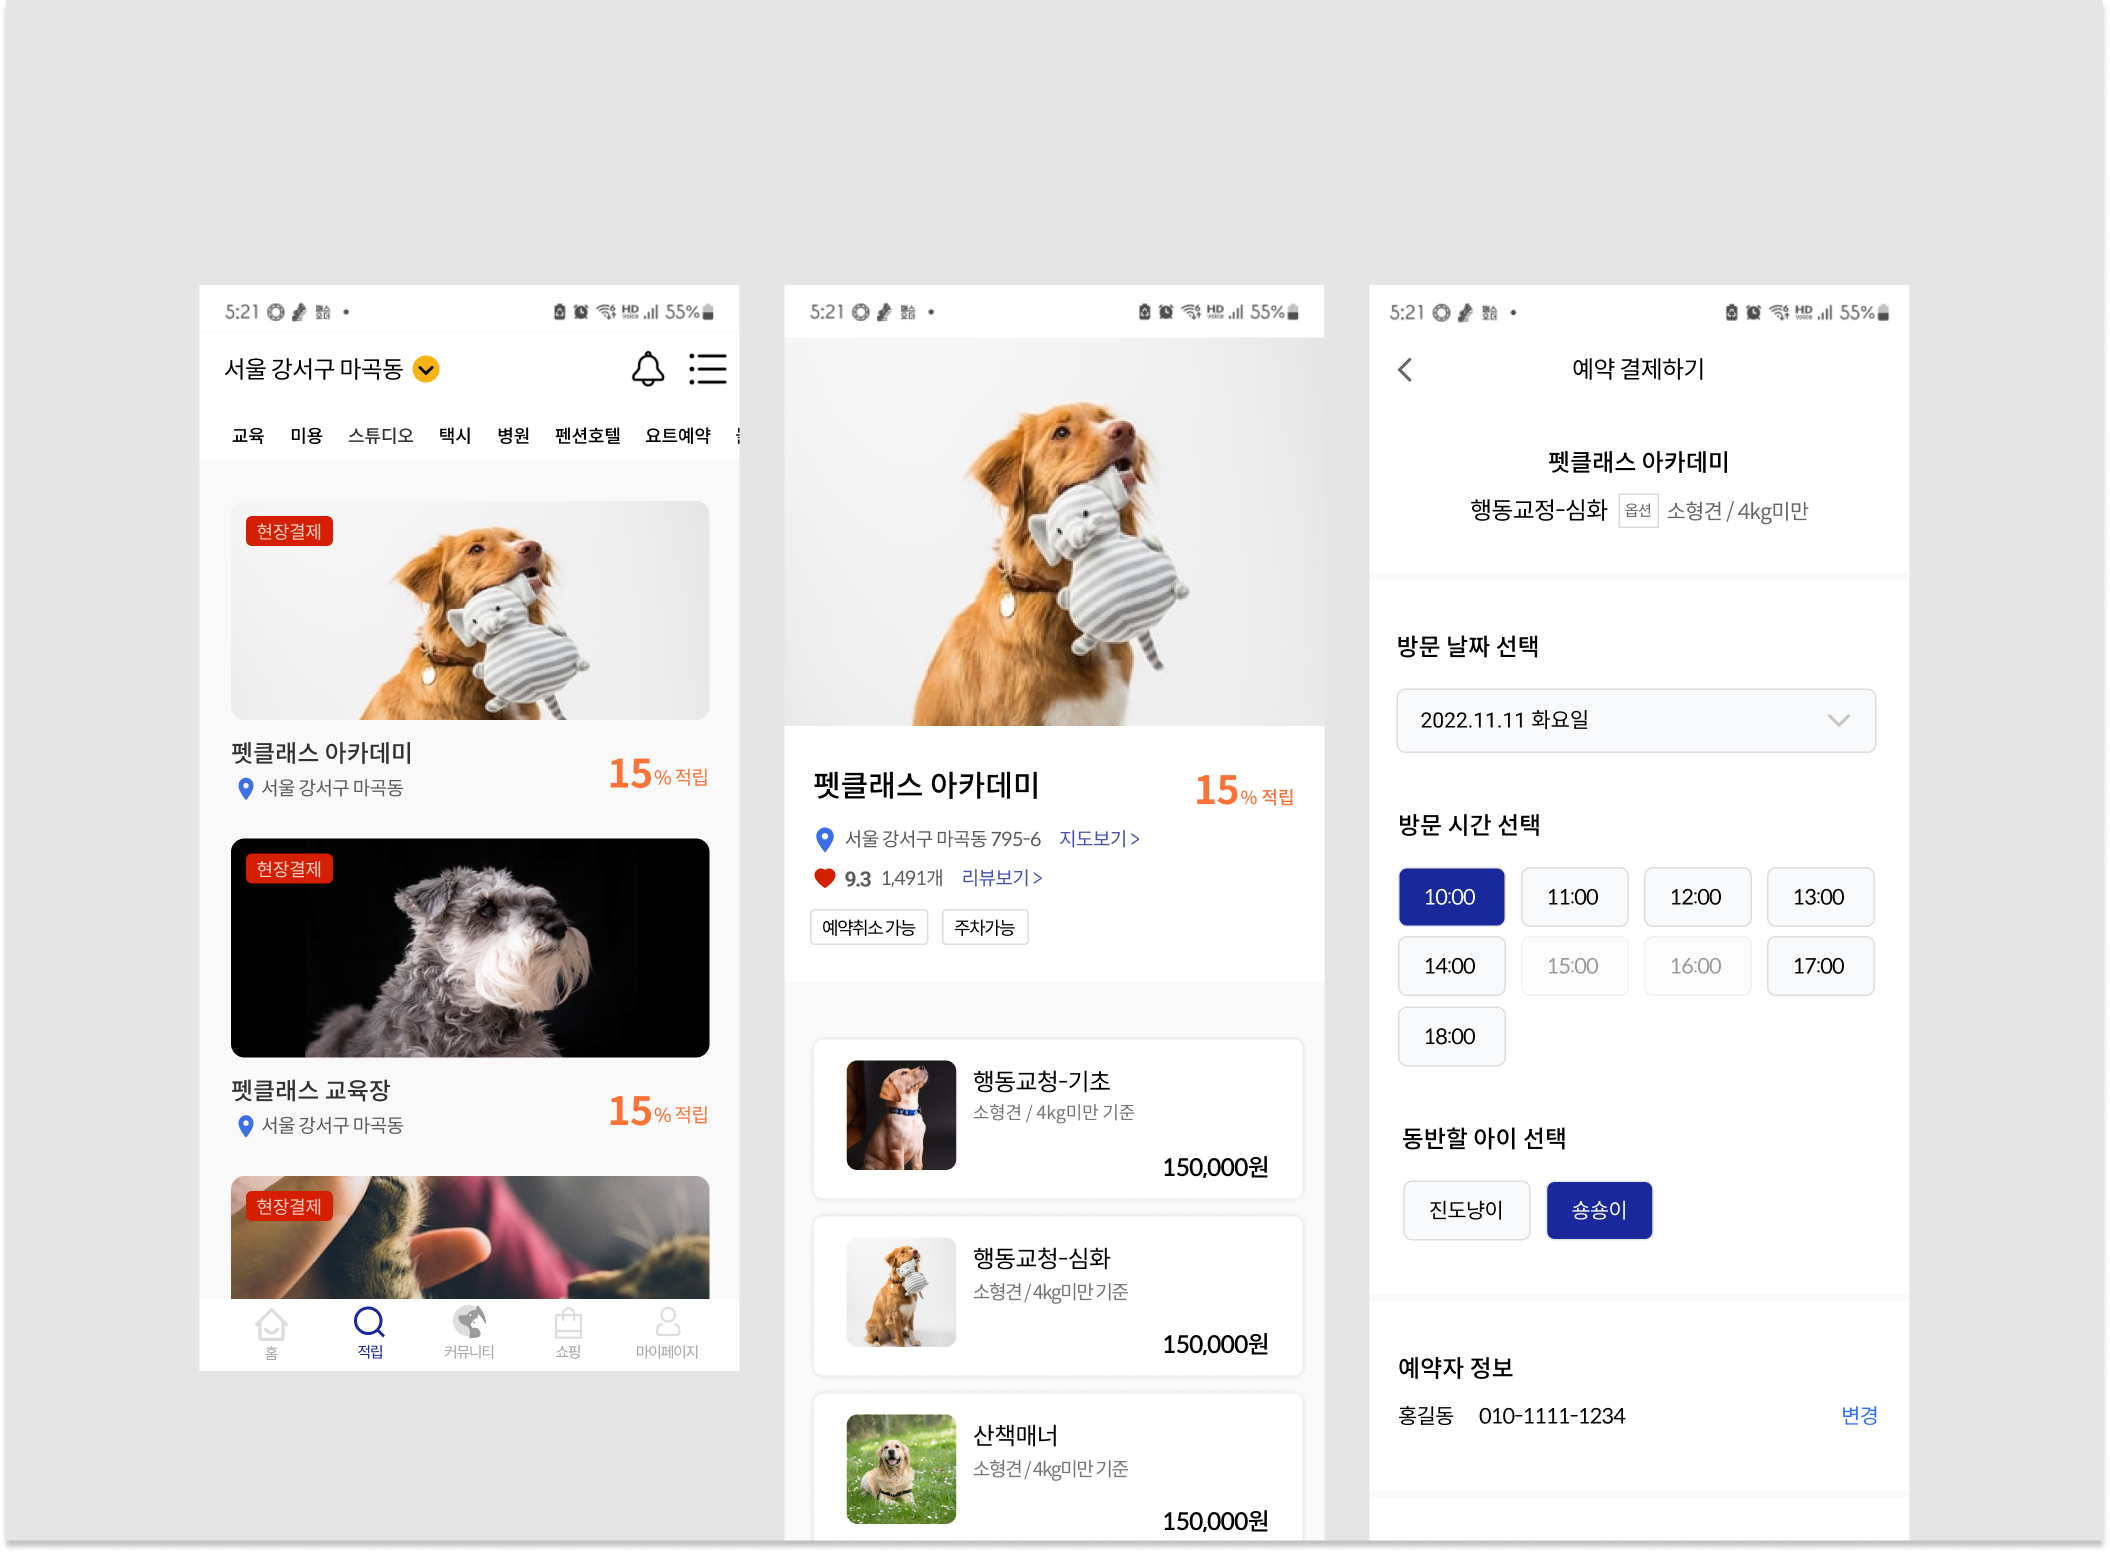 5:21
55%
서울 강서구 마곡동
교육 미용 스튜디오 택시 병원 펜션호텔 요트예약
현장결제
펫클래스 아카데미
15% 적립
서울 강서구 마곡동
현장결제
펫클래스 교육장
15% 적립
서울 강서구 마곡동
현장결제
홈 적립 커뮤니티 쇼핑 마이페이지
5:21
55%
펫클래스 아카데미
15% 적립
서울 강서구 마곡동 795-6 지도보기 >
9.3 1,491개 리뷰보기 >
예약취소 가능 주차가능
행동교청-기초
소형견 / 4kg미만 기준
150,000원
행동교청-심화
소형견 / 4kg미만 기준
150,000원
산책매너
소형견 / 4kg미만 기준
150,000원
5:21
55%
예약 결제하기
펫클래스 아카데미
행동교정-심화 옵션 소형견 / 4kg미만
방문 날짜 선택
2022.11.11 화요일
방문 시간 선택
10:00 11:00 12:00 13:00
14:00 15:00 16:00 17:00
18:00
동반할 아이 선택
진도냥이 숑숑이
예약자 정보
홍길동 010-1111-1234 변경